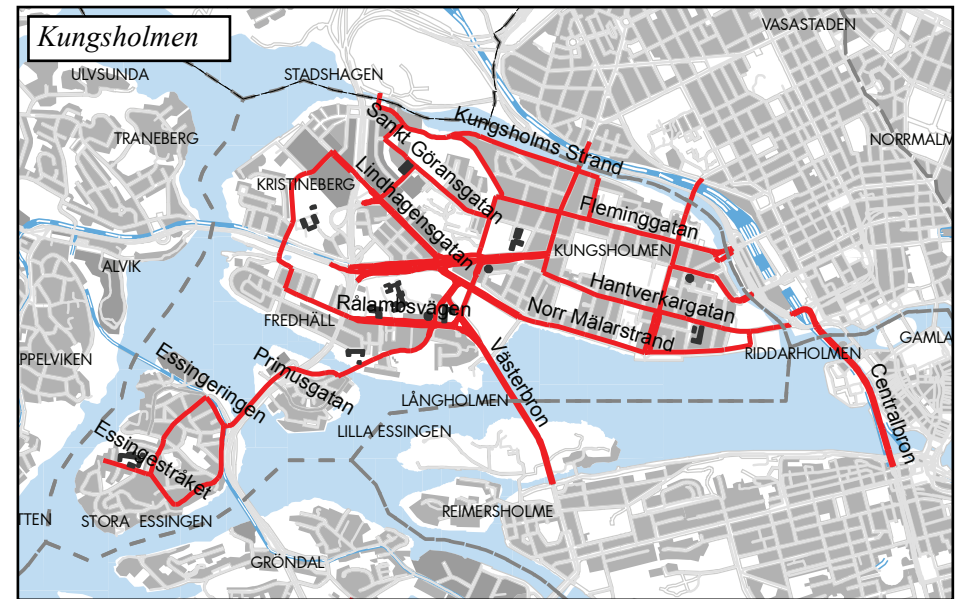 Kungsholmen
VASASTADEN
ULVSUNDA
STADSHAGEN
TRANEBERG
Kungsholms Strand
NORRMALM
Sankt Göransgatan
KRISTINEBERG
Lindhagensgatan
Fleminggatan
KUNGSHOLMEN
ALVIK
Hantverkargatan
Rålambsvägen
FREDHÄLL
Norr Mälarstrand
GAMLA
RIDDARHOLMEN
PPELVIKEN
Essingeringen
Primusgatan
Västerbron
Centralbron
LÅNGHOLMEN
LILLA ESSINGEN
Essingestråket
REIMERSHOLME
TTEN
STORA ESSINGEN
GRÖNDAL